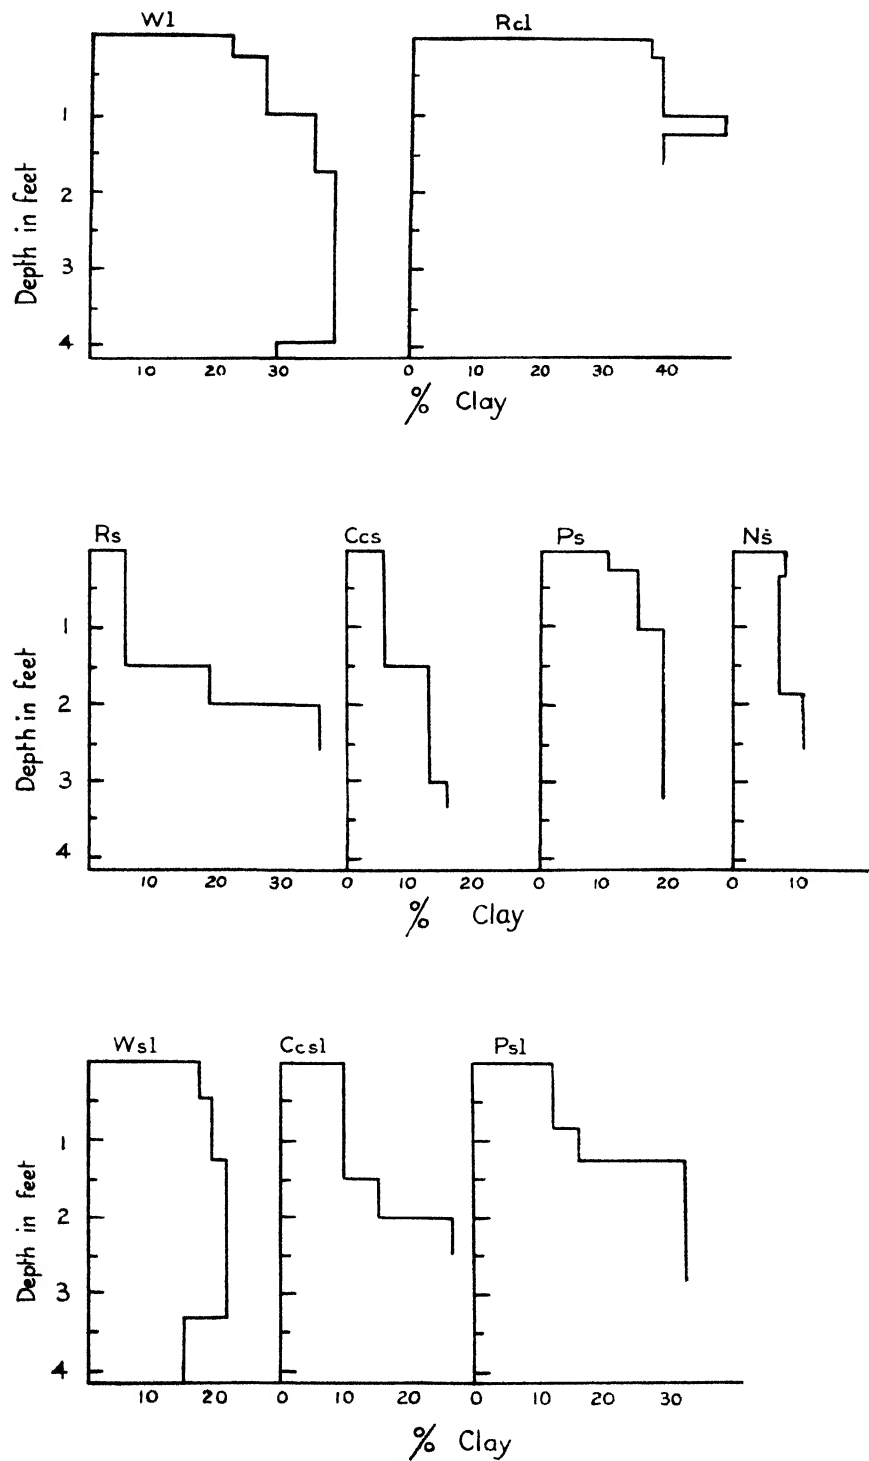 Wl Rcl
Depth in feet
1
2
3
4
10 20 30 0 10 20 30 40
% Clay
Rs Ccs Ps Ns
Depth in feet
1
2
3
4
10 20 30 0 10 20 0 10 20 0 10
% Clay
Wsl Ccsl Psl
Depth in feet
1
2
3
4
10 20 0 10 20 0 10 20 30
% Clay